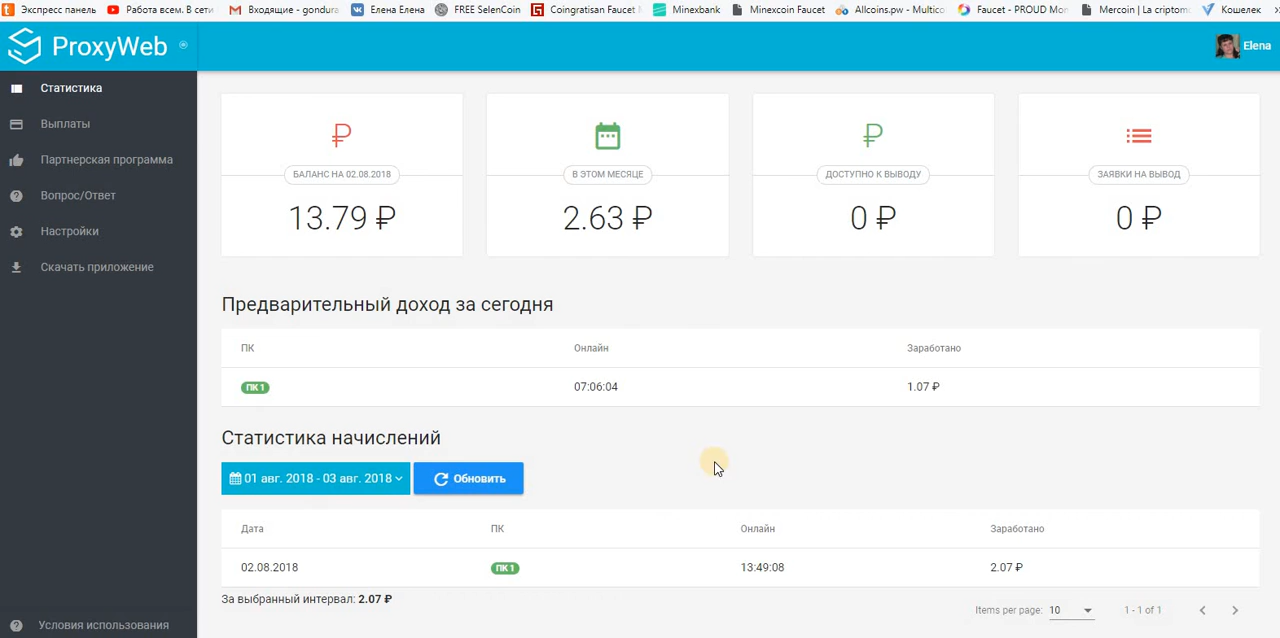 Экспресс панель Работа всем. В сети Входящие - gondura Елена Елена FREE SelenCoin Coingratisan Faucet Minexbank Minexcoin Faucet Allcoins.pw - Multico Faucet - PROUD Mon Mercoin | La criptom Кошелек
ProxyWeb Elena
Статистика
Выплаты
Партнерская программа
Вопрос/Ответ
Настройки
Скачать приложение
Условия использования
БАЛАНС НА 02.08.2018
13.79 ₽
В ЭТОМ МЕСЯЦЕ
2.63 ₽
ДОСТУПНО К ВЫВОДУ
0 ₽
ЗАЯВКИ НА ВЫВОД
0 ₽
Предварительный доход за сегодня
ПК Онлайн Заработано
ПК 1 07:06:04 1.07 ₽
Статистика начислений
01 авг. 2018 - 03 авг. 2018 Обновить
Дата ПК Онлайн Заработано
02.08.2018 ПК 1 13:49:08 2.07 ₽
За выбранный интервал: 2.07 ₽
Items per page: 10 1 - 1 of 1